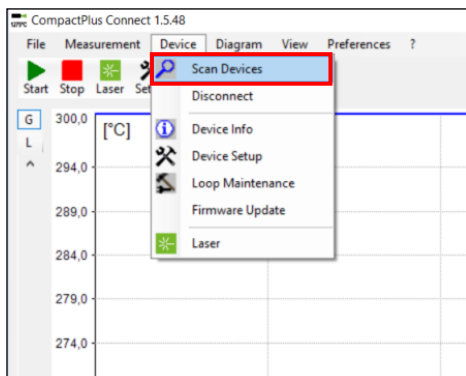 CompactPlus Connect 1.5.48
File Measurement Device Diagram View Preferences ?
Start Stop Laser Set
Scan Devices
Disconnect
Device Info
Device Setup
Loop Maintenance
Firmware Update
Laser
G
L
[°C]
300,0
294,0
289,0
284,0
279,0
274,0